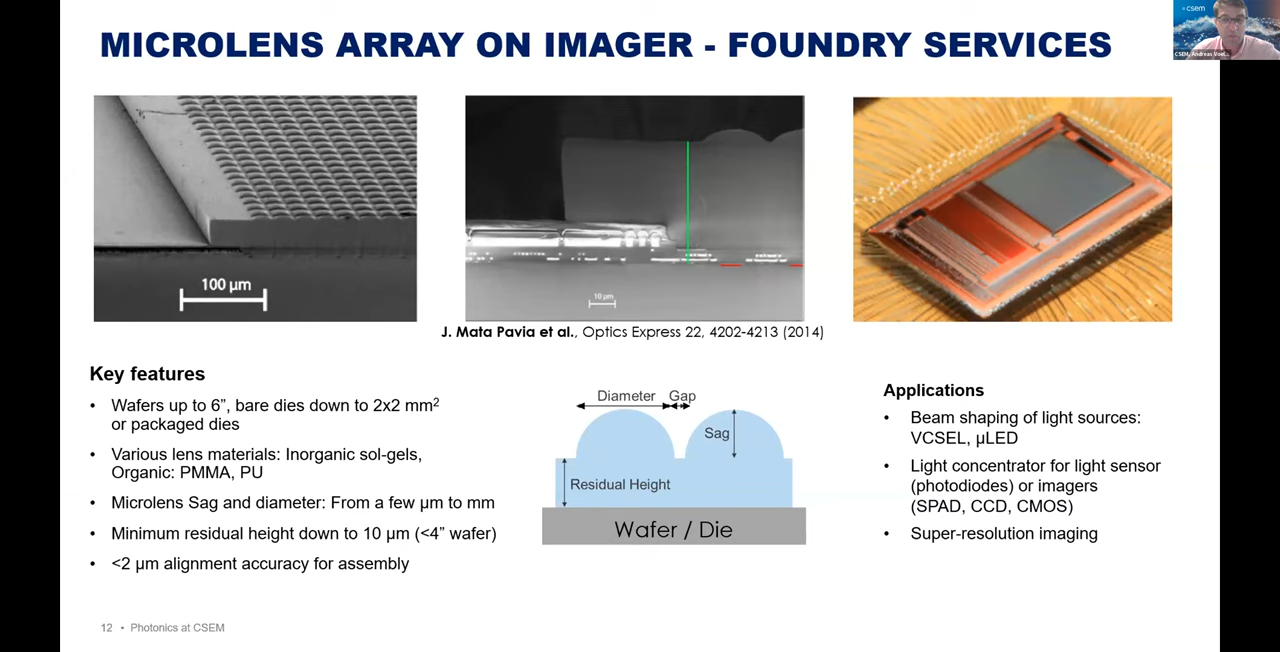 MICROLENS ARRAY ON IMAGER - FOUNDRY SERVICES
csem
CSEM, Andreas Voel...
100 µm
10 µm
J. Mata Pavia et al., Optics Express 22, 4202-4213 (2014)
Key features
• Wafers up to 6”, bare dies down to 2x2 mm²
or packaged dies
• Various lens materials: Inorganic sol-gels,
Organic: PMMA, PU
• Microlens Sag and diameter: From a few µm to mm
• Minimum residual height down to 10 µm (<4” wafer)
• <2 µm alignment accuracy for assembly
Diameter Gap
Sag
Residual Height
Wafer / Die
Applications
• Beam shaping of light sources:
VCSEL, µLED
• Light concentrator for light sensor
(photodiodes) or imagers
(SPAD, CCD, CMOS)
• Super-resolution imaging
12 • Photonics at CSEM